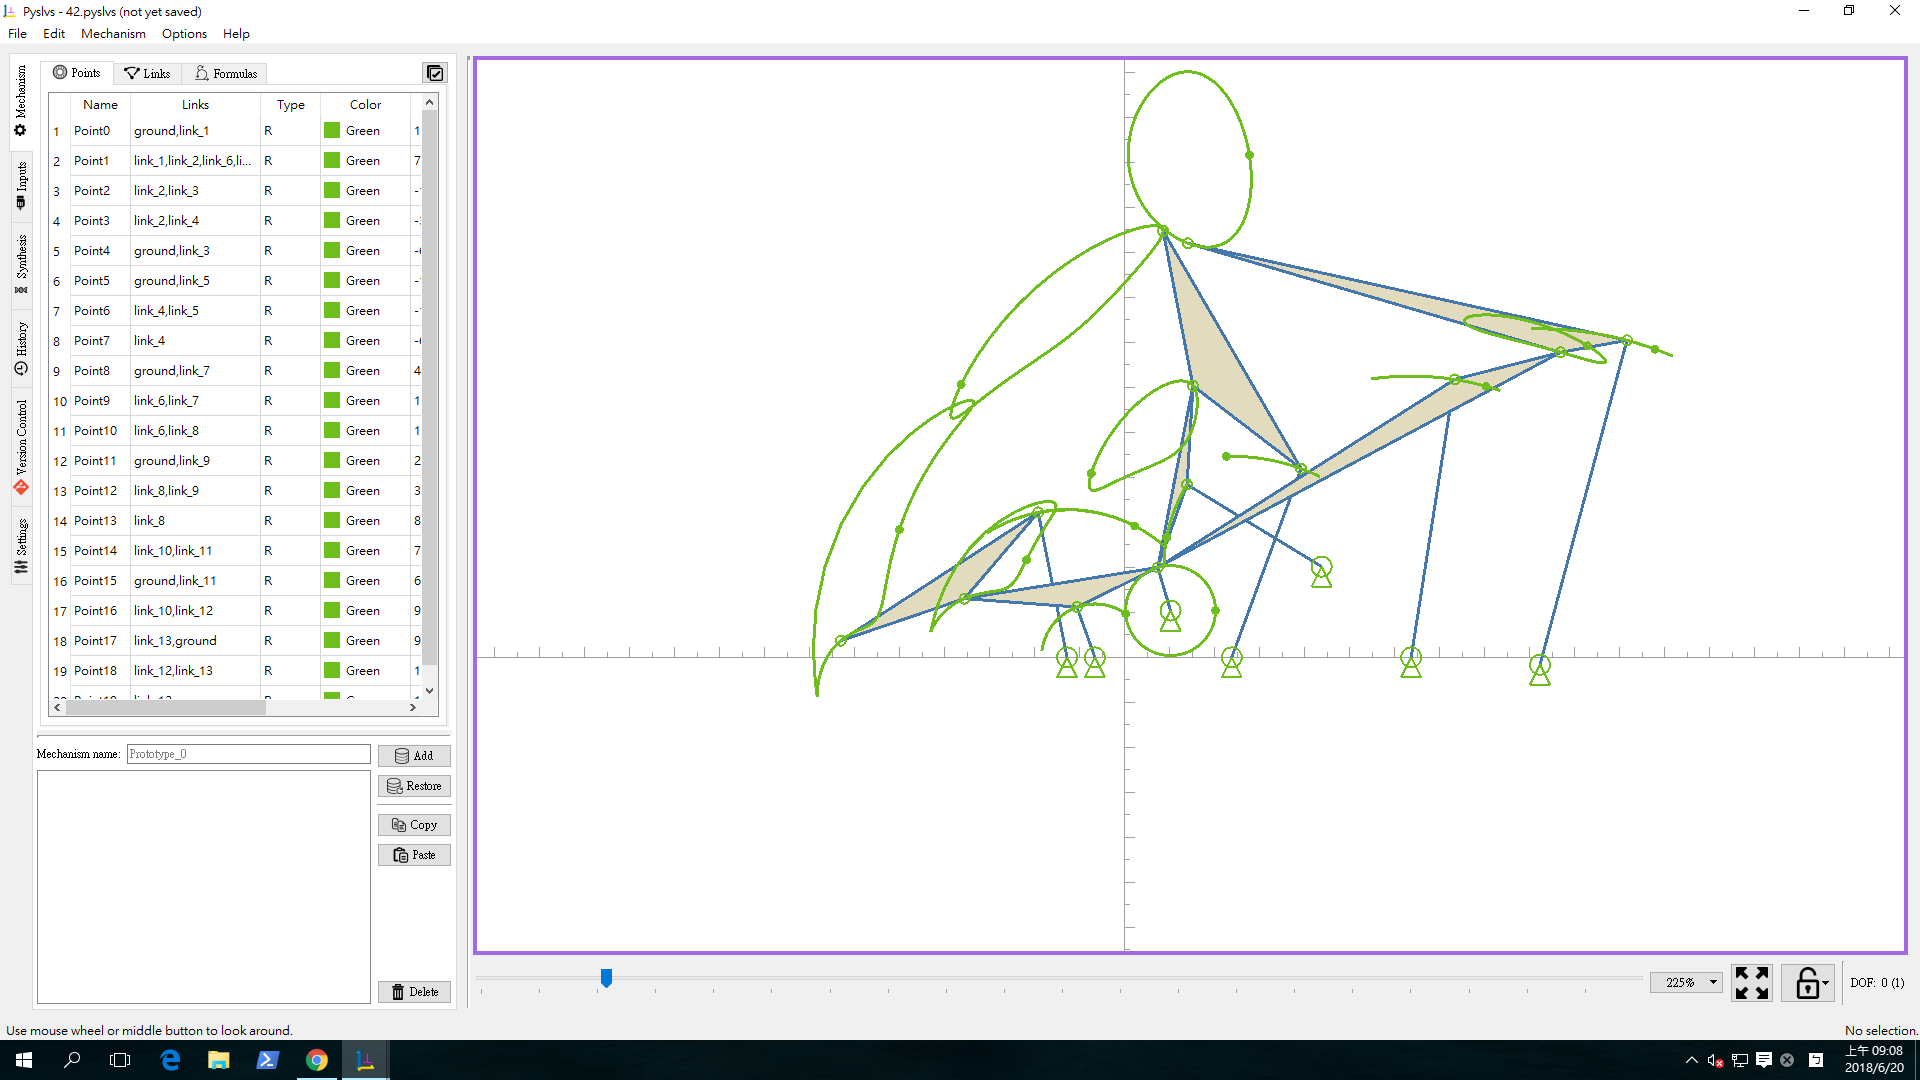 Pyslvs - 42.pyslvs (not yet saved)
File Edit Mechanism Options Help
Mechanism
Inputs
Synthesis
History
Version Control
Settings
Points Links Formulas
Name Links Type Color
1 Point0 ground,link_1 R Green 1
2 Point1 link_1,link_2,link_6,li... R Green 7
3 Point2 link_2,link_3 R Green
4 Point3 link_2,link_4 R Green
5 Point4 ground,link_3 R Green
6 Point5 ground,link_5 R Green
7 Point6 link_4,link_5 R Green
8 Point7 link_4 R Green
9 Point8 ground,link_7 R Green 4
10 Point9 link_6,link_7 R Green 1
11 Point10 link_6,link_8 R Green 1
12 Point11 ground,link_9 R Green 2
13 Point12 link_8,link_9 R Green 3
14 Point13 link_8 R Green 8
15 Point14 link_10,link_11 R Green 7
16 Point15 ground,link_11 R Green 6
17 Point16 link_10,link_12 R Green 9
18 Point17 link_13,ground R Green 9
19 Point18 link_12,link_13 R Green 1
Mechanism name: Prototype_0
Add
Restore
Copy
Paste
Delete
225%
DOF: 0 (1)
Use mouse wheel or middle button to look around.
No selection.
上午 09:08
2018/6/20